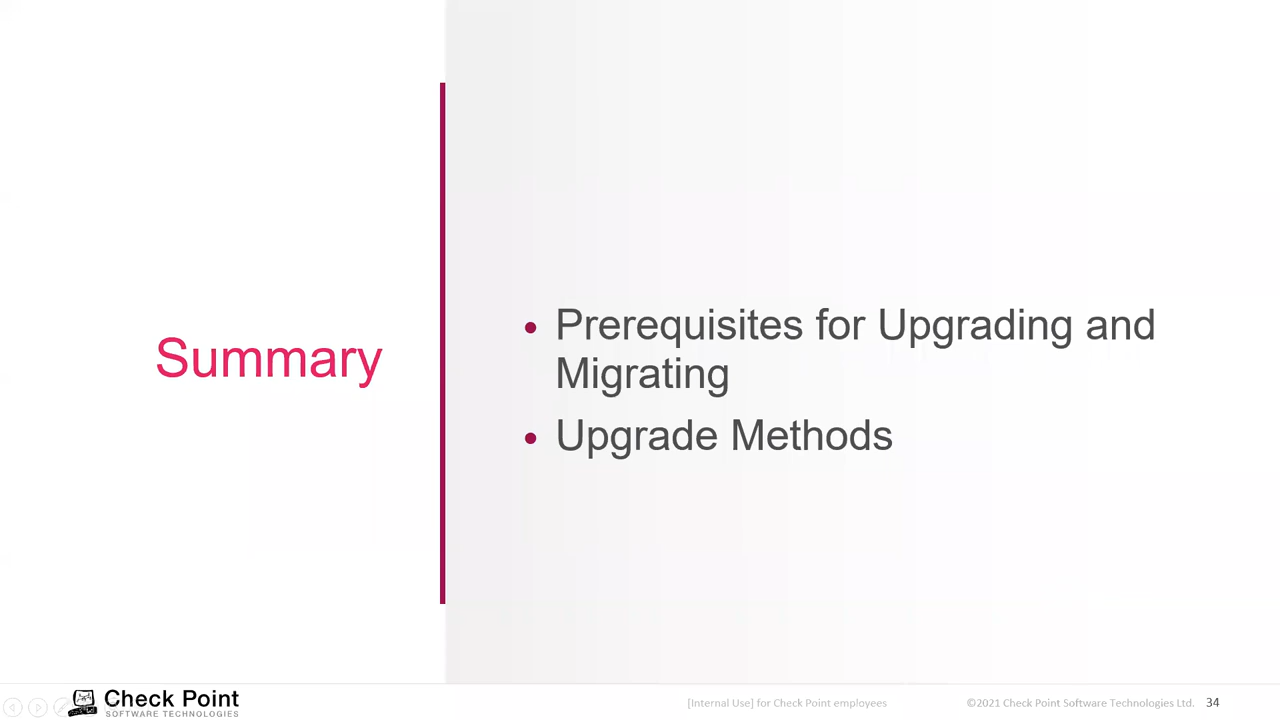 Summary
• Prerequisites for Upgrading and
Migrating
• Upgrade Methods
Check Point
SOFTWARE TECHNOLOGIES
[Internal Use] for Check Point employees
©2021 Check Point Software Technologies Ltd.
34